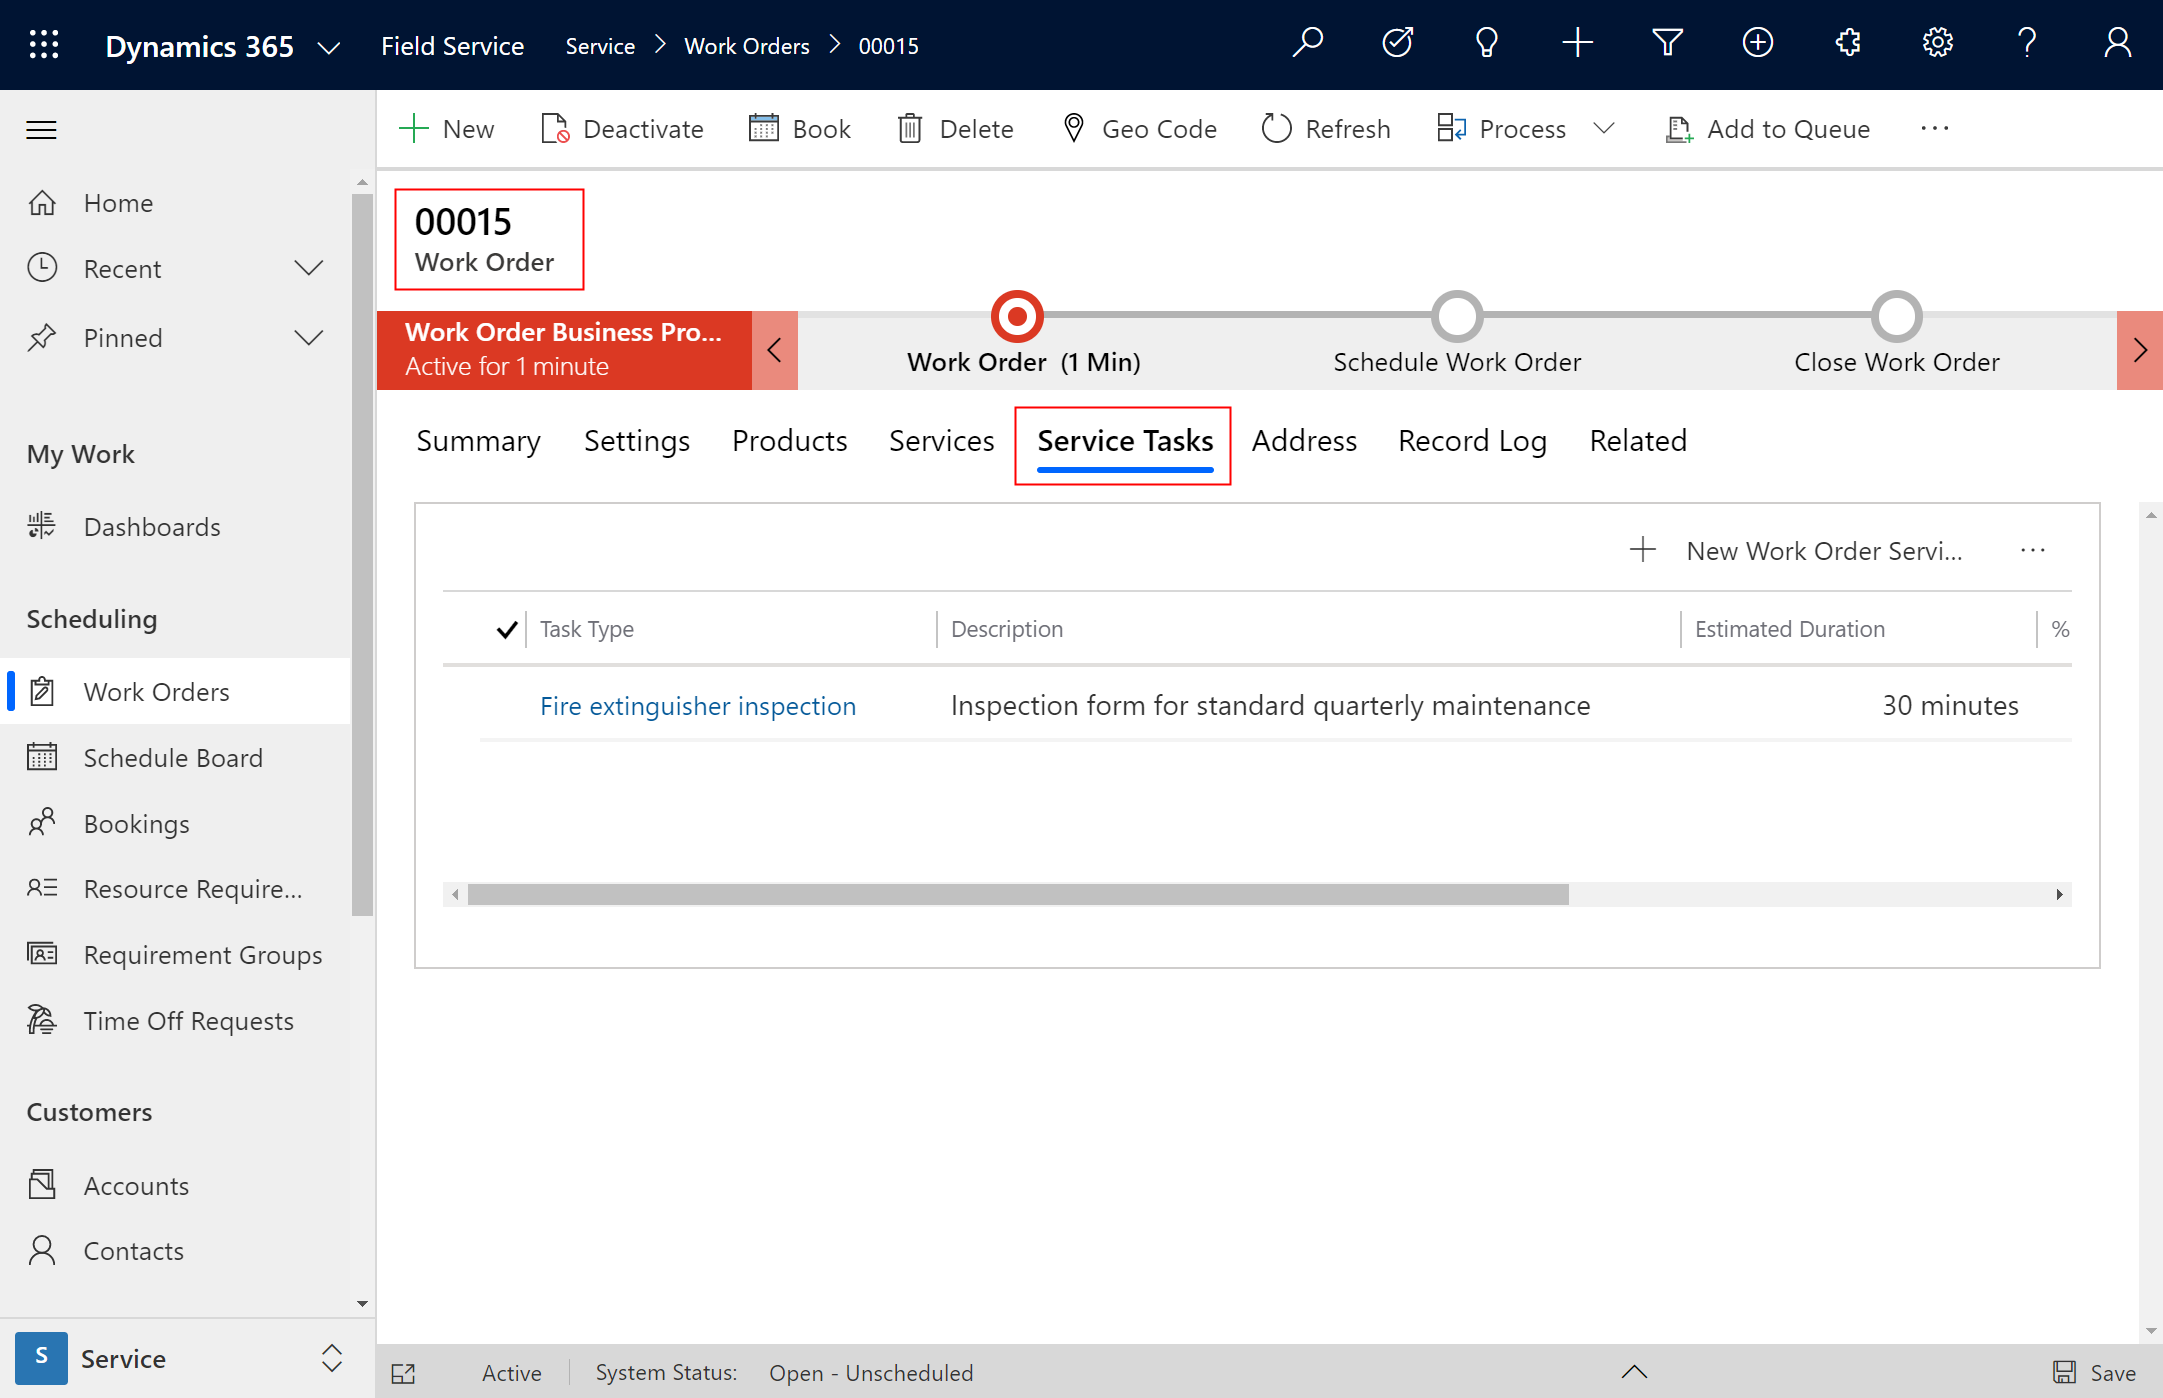 Dynamics 365 Field Service Service > Work Orders > 00015
New Deactivate Book Delete Geo Code Refresh Process Add to Queue ...
Home
Recent
Pinned
My Work
Dashboards
Scheduling
Work Orders
Schedule Board
Bookings
Resource Require...
Requirement Groups
Time Off Requests
Customers
Accounts
Contacts
S Service
00015
Work Order
Work Order Business Pro...
Active for 1 minute
Work Order (1 Min) Schedule Work Order Close Work Order
Summary Settings Products Services Service Tasks Address Record Log Related
New Work Order Servi... ...
Task Type Description Estimated Duration %
Fire extinguisher inspection Inspection form for standard quarterly maintenance 30 minutes
Active System Status: Open - Unscheduled Save